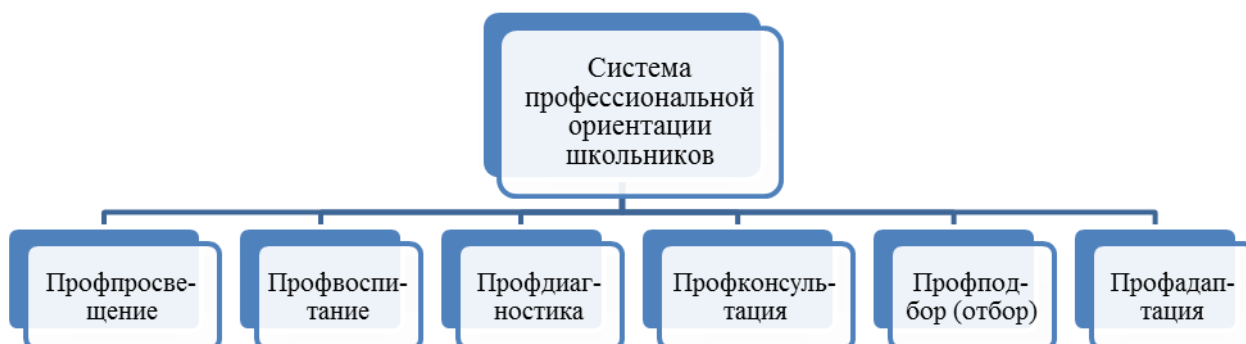 Система
профессиональной
ориентации
школьников
Профпросве-
щение
Профвоспи-
тание
Профдиаг-
ностика
Профконсуль-
тация
Профпод-
бор (отбор)
Профадап-
тация